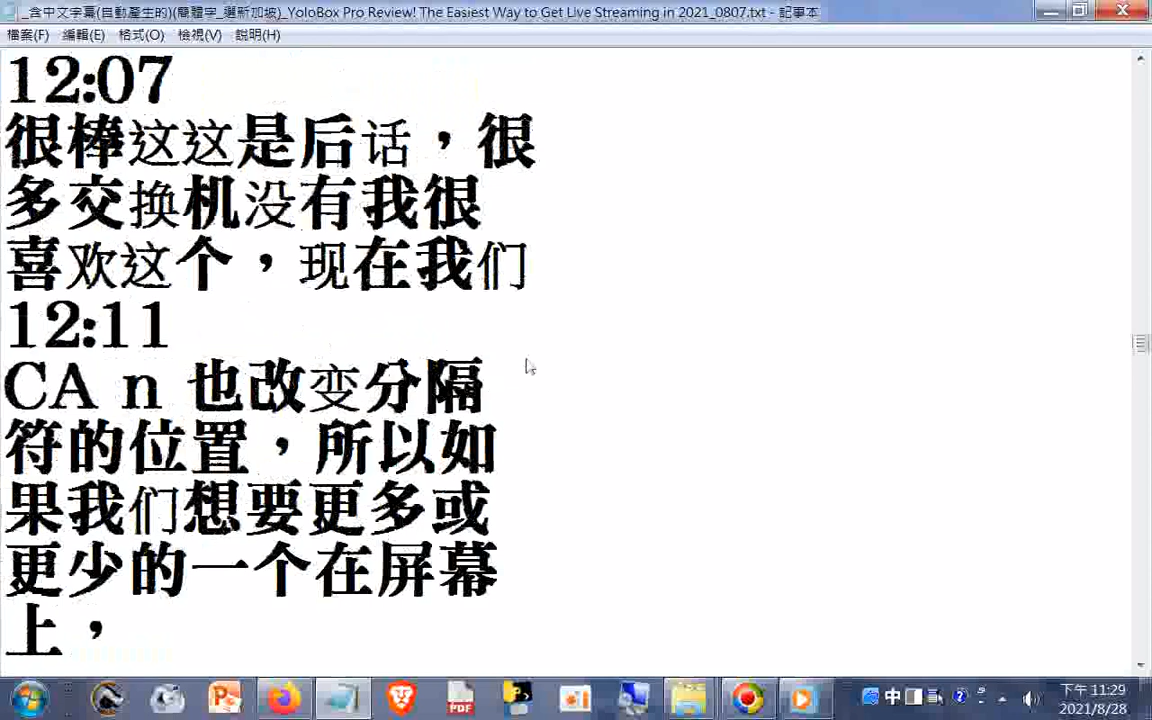 _含中文字幕(自動產生的)(簡體字_選新加坡)_YoloBox Pro Review! The Easiest Way to Get Live Streaming in 2021_0807.txt - 記事本
檔案(F) 編輯(E) 格式(O) 檢視(V) 說明(H)
12:07
很棒这这是后话，很
多交换机没有我很
喜欢这个，现在我们
12:11
CA n 也改变分隔
符的位置，所以如
果我们想要更多或
更少的一个在屏幕
上，
PDF
中
下午 11:29
2021/8/28